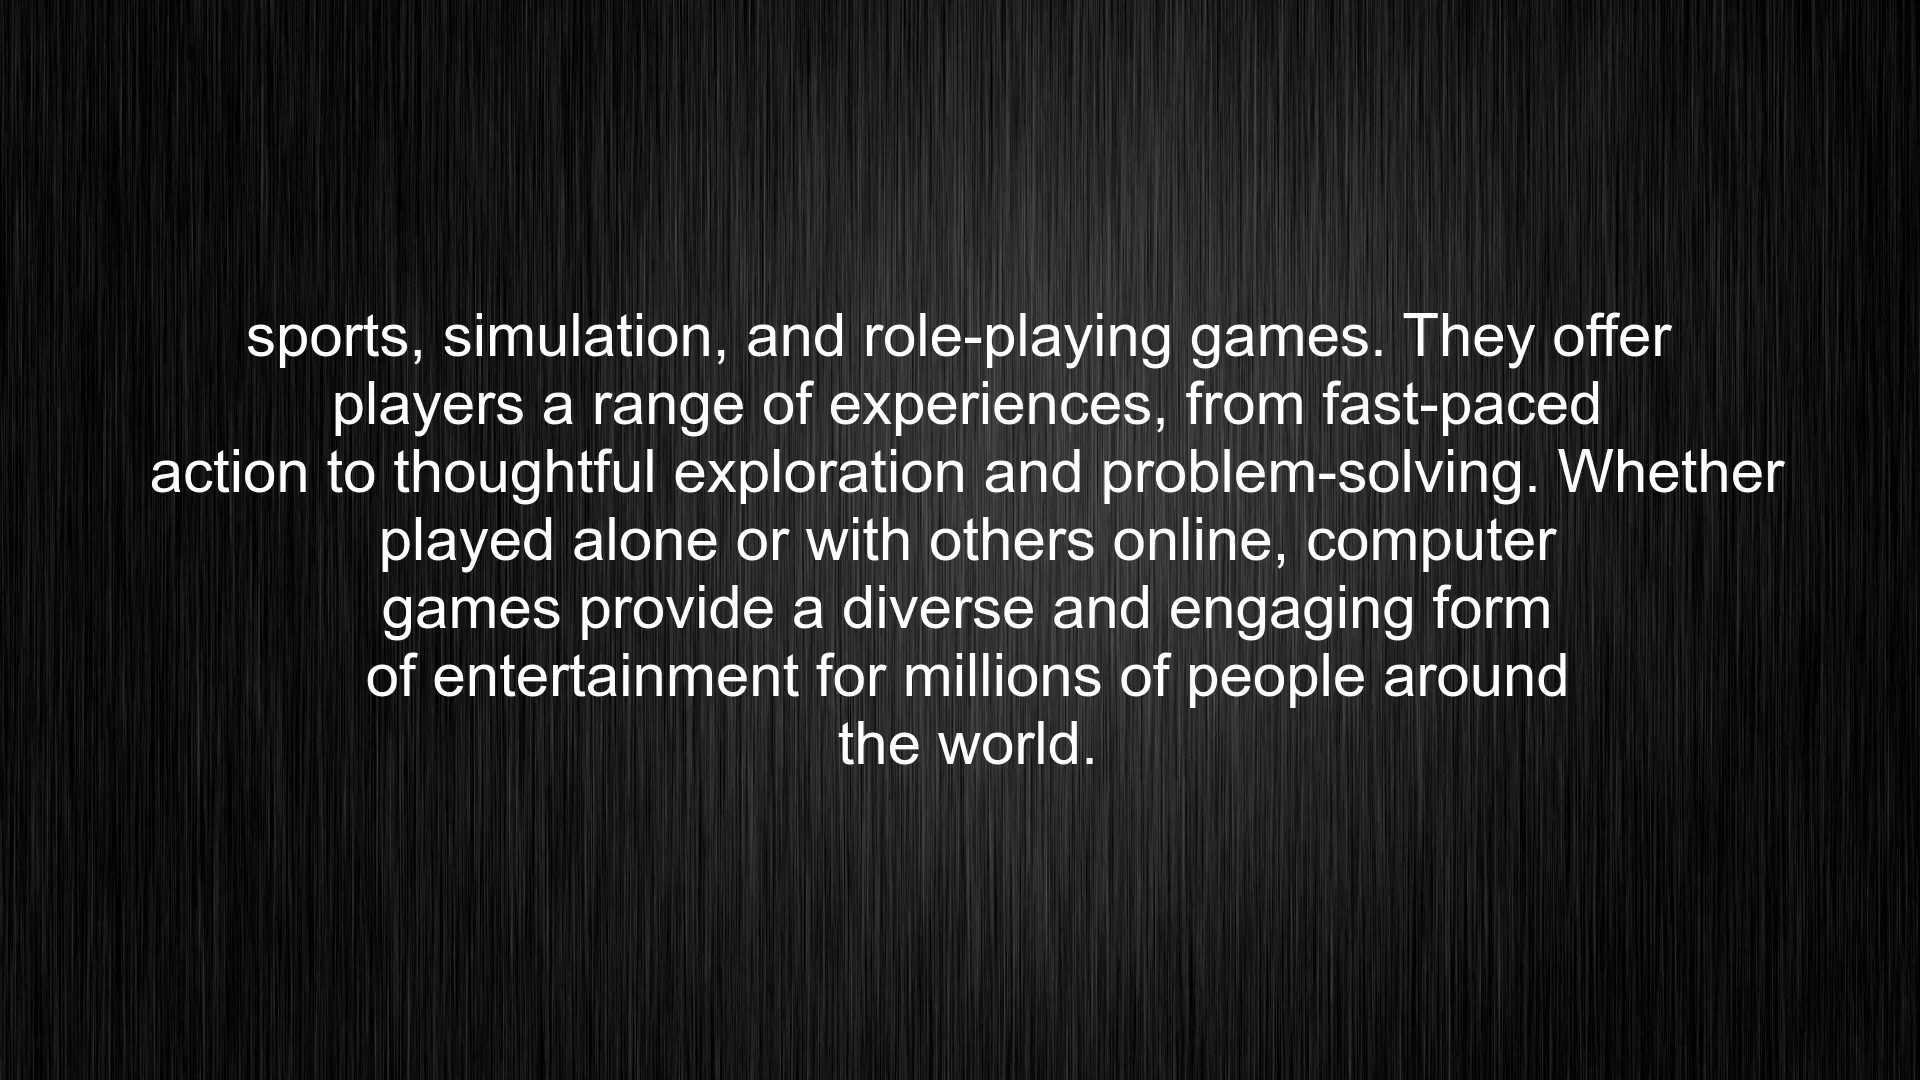 sports, simulation, and role-playing games. They offer
players a range of experiences, from fast-paced
action to thoughtful exploration and problem-solving. Whether
played alone or with others online, computer
games provide a diverse and engaging form
of entertainment for millions of people around
the world.